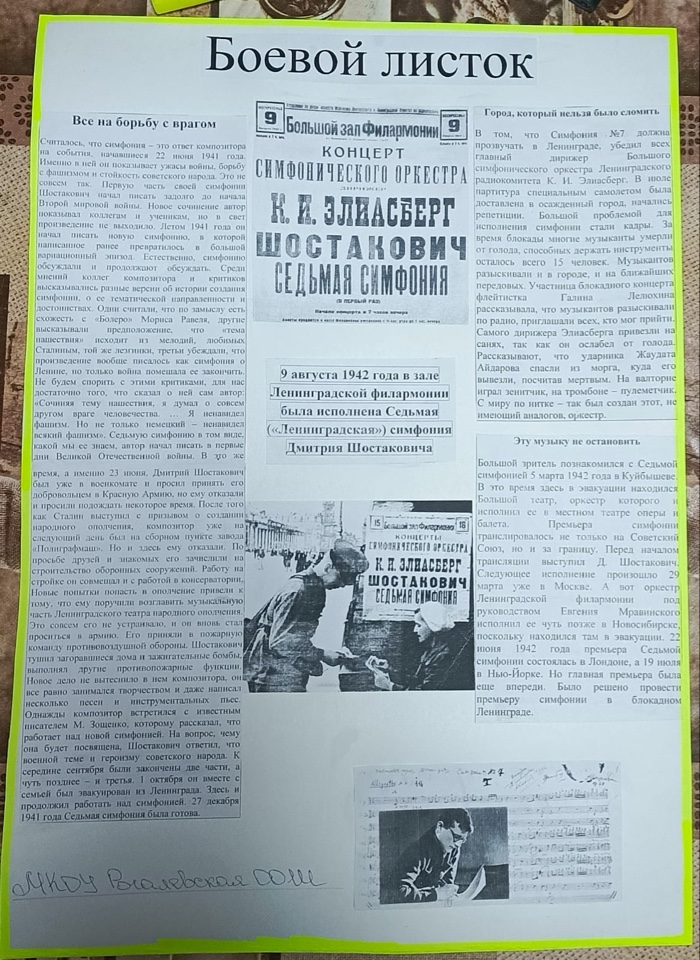 Боевой листок
Все на борьбу с врагом
Считалось, что симфония – это ответ композитора
на события, начавшиеся 22 июня 1941 года.
Именно в ней он показывает ужасы войны, борьбу
с фашизмом и стойкость советского народа. Это не
совсем так. Первую часть своей симфонии
Шостакович начал писать задолго до начала
Второй мировой войны. Новое сочинение автор
показывал коллегам и ученикам, но в свет
произведение не выходило. Летом 1941 года он
начал писать новую симфонию, в которой
написанное ранее превратилось в большой
вариационный эпизод. Естественно, симфонию
обсуждали и продолжают обсуждать. Среди
мнений коллег композитора и критиков
высказывались разные версии об истории создания
симфонии, о ее тематической направленности и
достоинствах. Одни считали, что по замыслу есть
схожесть с «Болеро» Мориса Равеля, другие
высказывали предположение, что «тема
нашествия» исходит из мелодий, любимых
Сталиным, той же лезгинки, третьи убеждали, что
произведение вообще писалось как симфония о
Ленине, но только война помешала ее закончить.
Не будем спорить с этими критиками, для нас
достаточно того, что сказал о ней сам автор:
«Сочиняя тему нашествия, я думал о совсем
другом враге человечества. ... Я ненавидел
фашизм. Но не только немецкий – ненавидел
всякий фашизм». Седьмую симфонию в том виде,
какой мы ее знаем, автор начал писать в первые
дни Великой Отечественной войны. В это же
время, а именно 23 июня, Дмитрий Шостакович
был уже в военкомате и просил принять его
добровольцем в Красную Армию, но ему отказали
и просили подождать некоторое время. После того
как Сталин выступил с призывом о создании
народного ополчения, композитор уже на
следующий день был на сборном пункте завода
«Полиграфмаш». Но и здесь ему отказали. По
просьбе друзей и знакомых его зачислили на
строительство оборонных сооружений. Работу на
стройке он совмещал и с работой в консерватории.
Новые попытки попасть в ополчение привели к
тому, что ему поручили возглавить музыкальную
часть Ленинградского театра народного ополчения.
Это совсем его не устраивало, и он вновь стал
проситься в армию. Его приняли в пожарную
команду противовоздушной обороны. Шостакович
тушил загоравшиеся дома и зажигательные бомбы,
выполнял другие противопожарные функции.
Новое дело не вытеснило в нем композитора, он
все равно занимался творчеством и даже написал
несколько песен и инструментальных пьес.
Однажды композитор встретился с известным
писателем М. Зощенко, которому рассказал, что
работает над новой симфонией. На вопрос, чему
она будет посвящена, Шостакович ответил, что
военной теме и героизму советского народа. К
середине сентября были закончены две части, а
чуть позднее – и третья. 1 октября он вместе с
семьей был эвакуирован из Ленинграда. Здесь и
продолжил работать над симфонией. 27 декабря
1941 года Седьмая симфония была готова.
МКОУ
ООШ
ВОСКРЕСЕНЬЕ
9
Большой зал Филармонии
ВОСКРЕСЕНЬЕ
9
КОНЦЕРТ
СИМФОНИЧЕСКОГО ОРКЕСТРА
ДИРИЖЕР
К. И. ЭЛИАСБЕРГ
ШОСТАКОВИЧ
СЕДЬМАЯ СИМФОНИЯ
(В ПЕРВЫЙ РАЗ)
Начало концерта в 7 часов вечера
9 августа 1942 года в зале
Ленинградской филармонии
была исполнена Седьмая
(«Ленинградская») симфония
Дмитрия Шостаковича
15
Большой зал Филармонии
16
КОНЦЕРТЫ
СИМФОНИЧЕСКОГО ОРКЕСТРА
К. И. ЭЛИАСБЕРГ
ШОСТАКОВИЧ
СЕДЬМАЯ СИМФОНИЯ
Город, который нельзя было сломить
В том, что Симфония №7 должна
прозвучать в Ленинграде, убедил всех
главный дирижер Большого
симфонического оркестра Ленинградского
радиокомитета К. И. Элиасберг. В июле
партитура специальным самолетом была
доставлена в осажденный город, начались
репетиции. Большой проблемой для
исполнения симфонии стали кадры. За
время блокады многие музыканты умерли
от голода, способных держать инструменты
осталось всего 15 человек. Музыкантов
разыскивали и в городе, и на ближайших
передовых. Участница блокадного концерта
флейтистка Галина Лелюхина
рассказала, что музыкантов разыскивали
по радио, приглашали всех, кто мог прийти.
Самого дирижера Элиасберга привезли на
санях, так как он ослабел от голода.
Рассказывают, что ударника Жаудата
Айдарова спасли из морга, куда его
вывезли, посчитав мертвым. На валторне
играл зенитчик, на тромбоне – пулеметчик.
С миру по нитке – так был создан этот, не
имеющий аналогов, оркестр.
Эту музыку не остановить
Большой зритель познакомился с Седьмой
симфонией 5 марта 1942 года в Куйбышеве.
В это время здесь в эвакуации находился
Большой театр, оркестр которого и
исполнил ее в местном театре оперы и
балета. Премьера симфонии
транслировалось не только на Советский
Союз, но и за границу. Перед началом
трансляции выступил Д. Шостакович.
Следующее исполнение произошло 29
марта уже в Москве. А вот оркестр
Ленинградской филармонии под
руководством Евгения Мравинского
исполнил ее чуть позже в Новосибирске,
поскольку находился там в эвакуации. 22
июня 1942 года премьера Седьмой
симфонии состоялась в Лондоне, а 19 июля
в Нью-Йорке. Но главная премьера была
еще впереди. Было решено провести
премьеру симфонии в блокадном
Ленинграде.